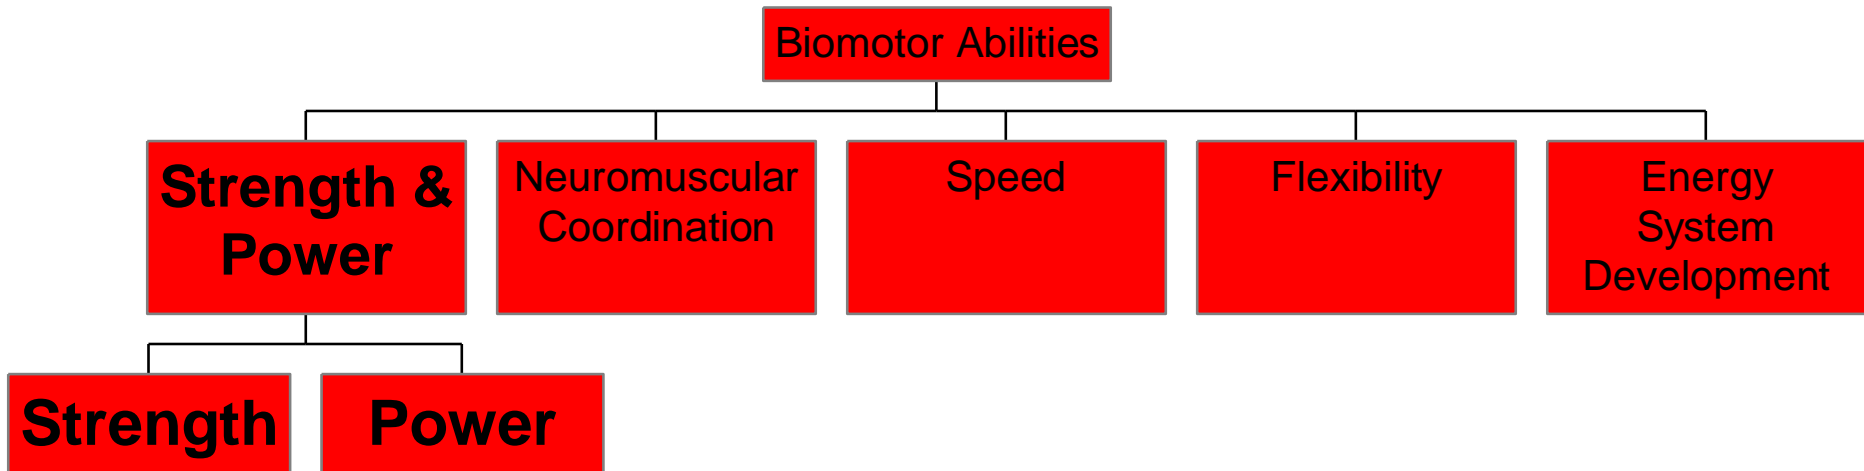 Biomotor Abilities
Strength &
Power
Neuromuscular
Coordination
Speed
Flexibility
Energy
System
Development
Strength
Power